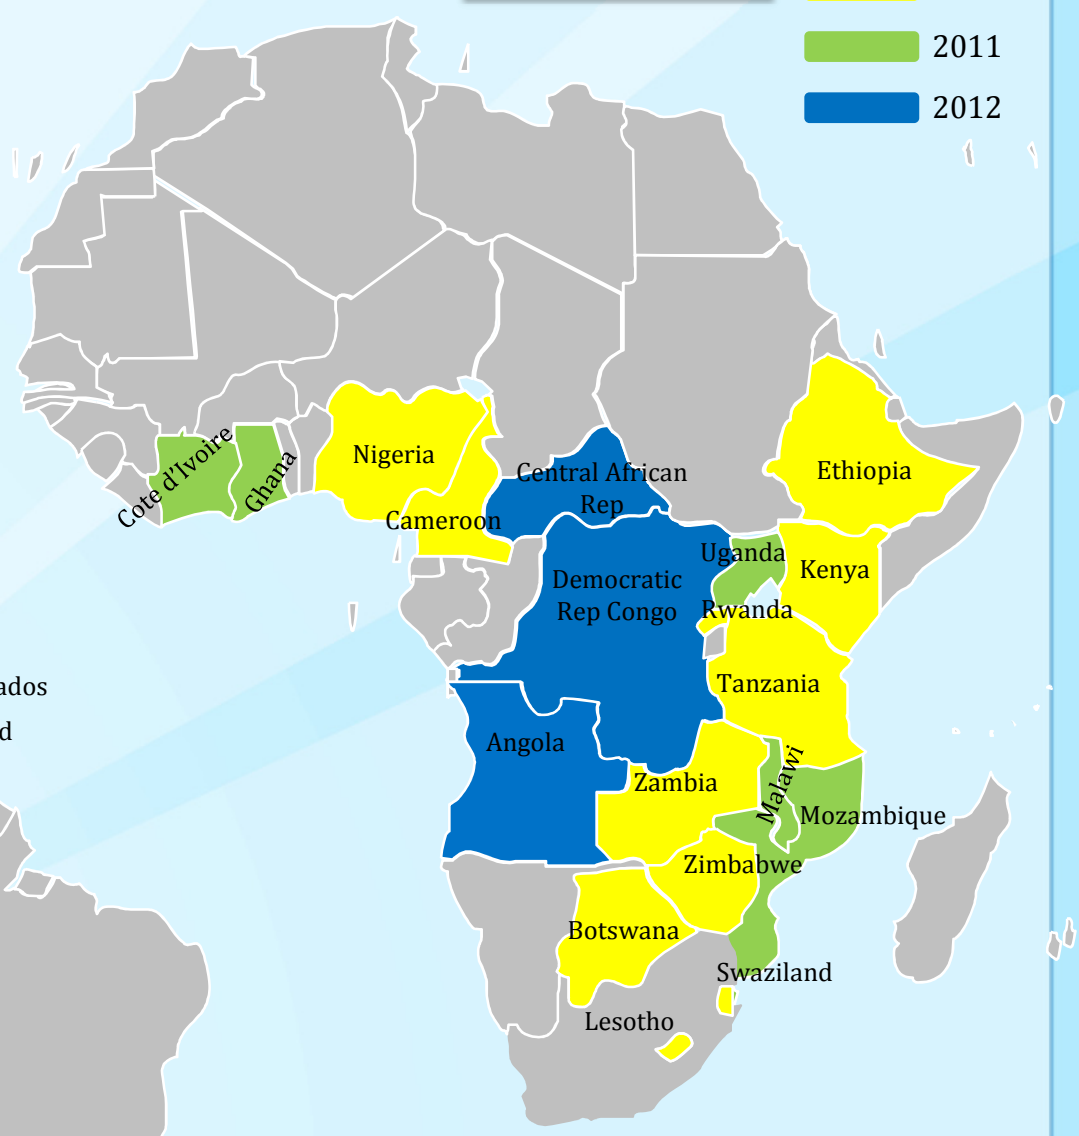 2011
2012
Cote d'Ivoire
Ghana
Nigeria
Cameroon
Central African
Rep
Ethiopia
Uganda
Kenya
Democratic
Rep Congo
Rwanda
Tanzania
ados
d
Angola
Zambia
Malawi
Mozambique
Zimbabwe
Botswana
Swaziland
Lesotho